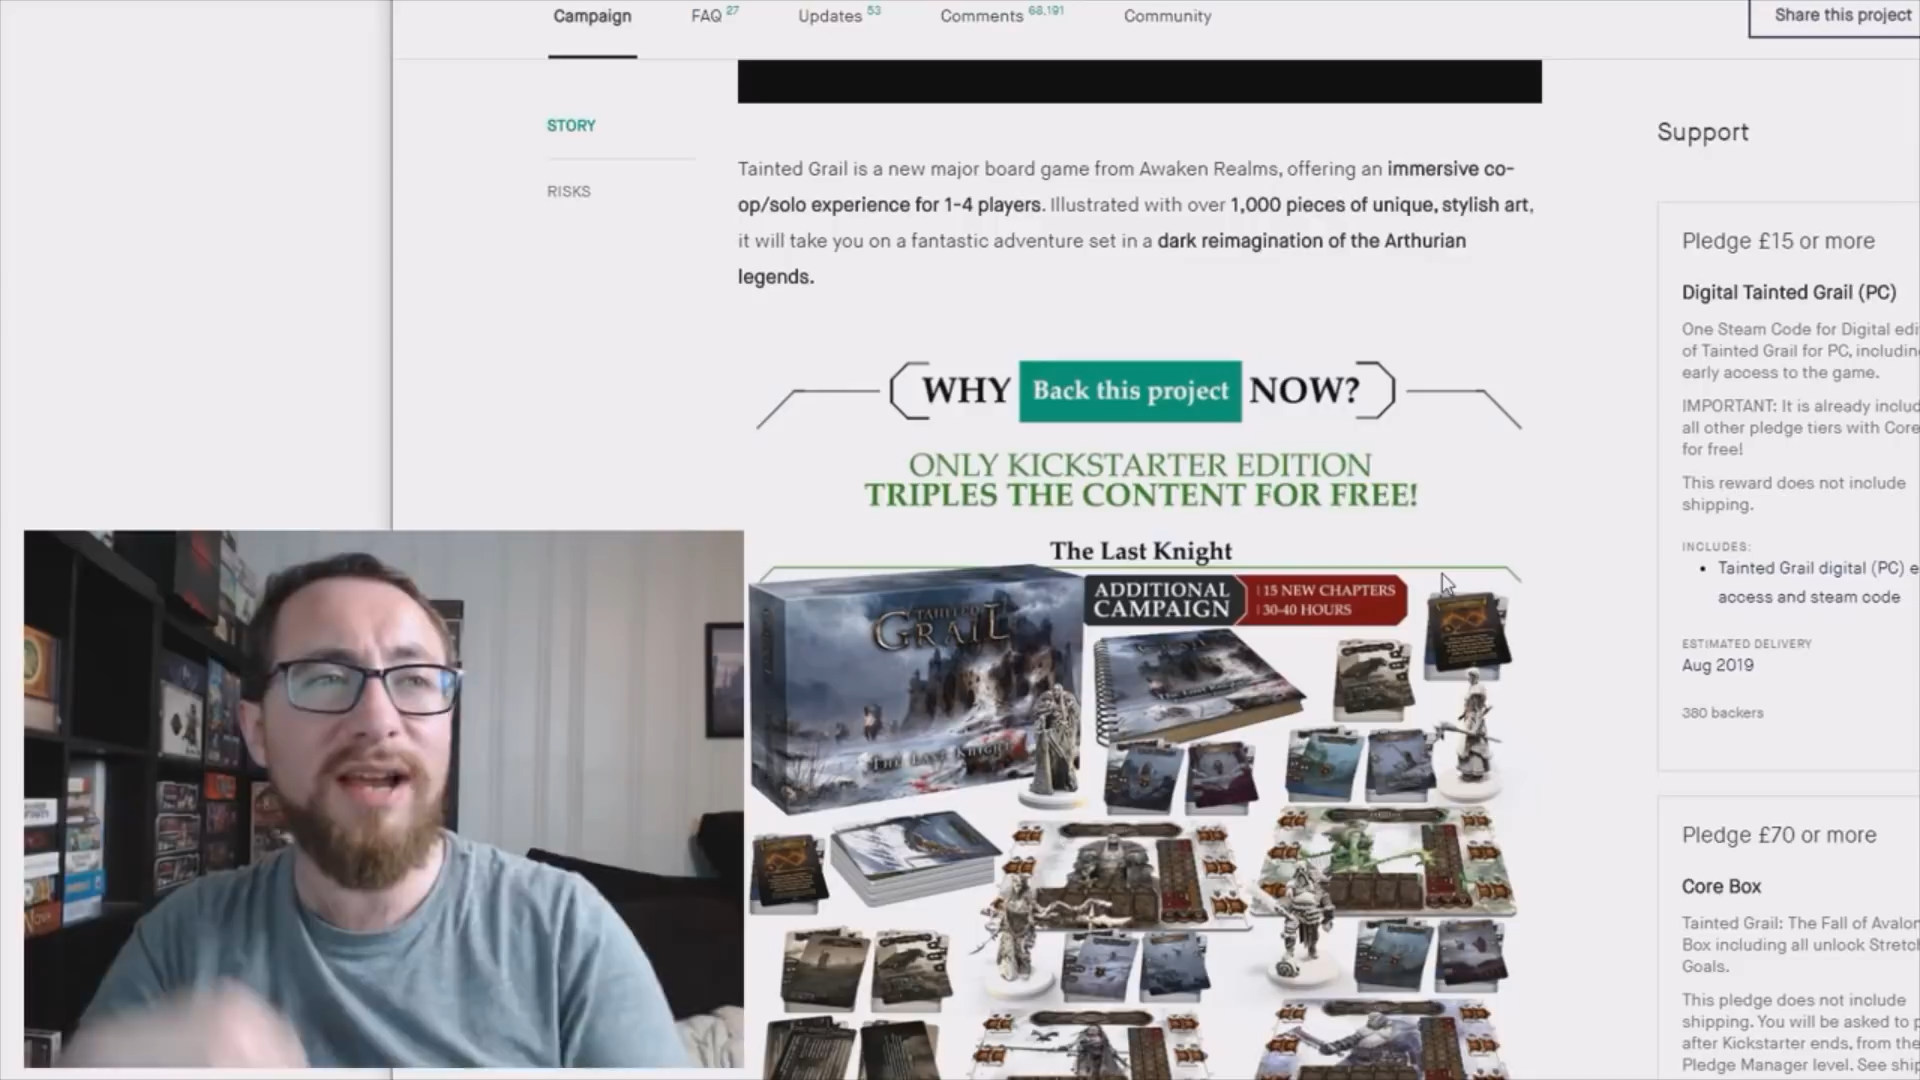 Campaign
FAQ 27
Updates 53
Comments 68,191
Community
Share this project
STORY
RISKS
Tainted Grail is a new major board game from Awaken Realms, offering an immersive co-
op/solo experience for 1-4 players. Illustrated with over 1,000 pieces of unique, stylish art,
it will take you on a fantastic adventure set in a dark reimagination of the Arthurian
legends.
WHY Back this project NOW?
ONLY KICKSTARTER EDITION
TRIPLES THE CONTENT FOR FREE!
The Last Knight
ADDITIONAL
CAMPAIGN
15 NEW CHAPTERS
30-40 HOURS
TAINTED
GRAIL
THE LAST KNIGHT
Support
Pledge £15 or more
Digital Tainted Grail (PC)
One Steam Code for Digital edi
of Tainted Grail for PC, includin
early access to the game.
IMPORTANT: It is already includ
all other pledge tiers with Core
for free!
This reward does not include
shipping.
INCLUDES:
• Tainted Grail digital (PC) e
access and steam code
ESTIMATED DELIVERY
Aug 2019
380 backers
Pledge £70 or more
Core Box
Tainted Grail: The Fall of Avalon
Box including all unlock Stretch
Goals.
This pledge does not include
shipping. You will be asked to p
after Kickstarter ends, from the
Pledge Manager level. See ship